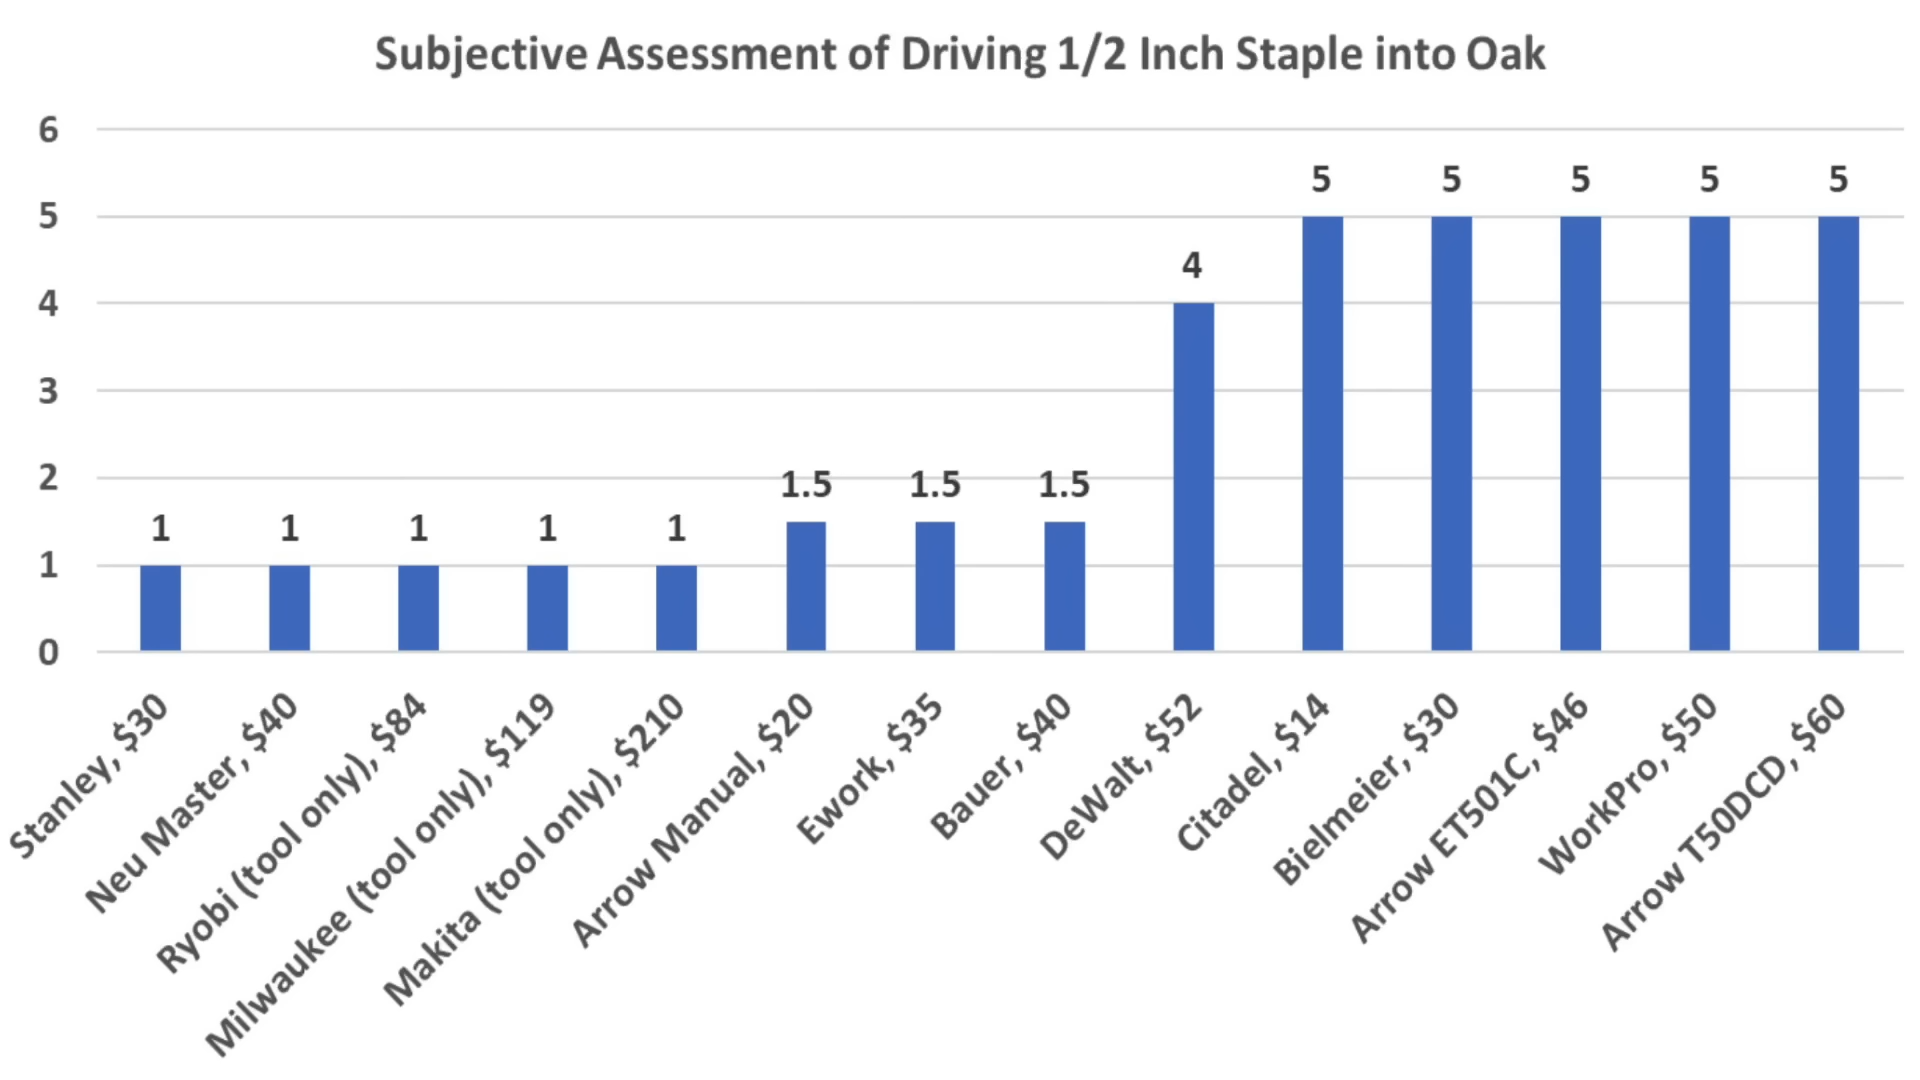 Subjective Assessment of Driving 1/2 Inch Staple into Oak
6
5
4
3
2
1
0
1
1
1
1
1
1.5
1.5
1.5
4
5
5
5
5
5
Stanley, $30
Neu Master, $40
Ryobi (tool only), $84
Milwaukee (tool only), $119
Makita (tool only), $210
Arrow Manual, $20
Ework, $35
Bauer, $40
DeWalt, $52
Citadel, $14
Bielmeier, $30
Arrow ET501C, $46
WorkPro, $50
Arrow T50DCD, $60